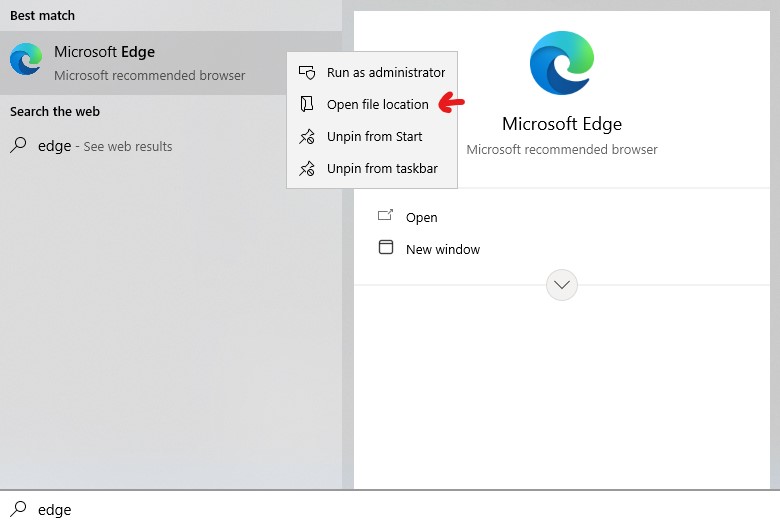 Best match
Microsoft Edge
Microsoft recommended browser
Search the web
edge - See web results
Run as administrator
Open file location
Unpin from Start
Unpin from taskbar
Microsoft Edge
Microsoft recommended browser
Open
New window
edge